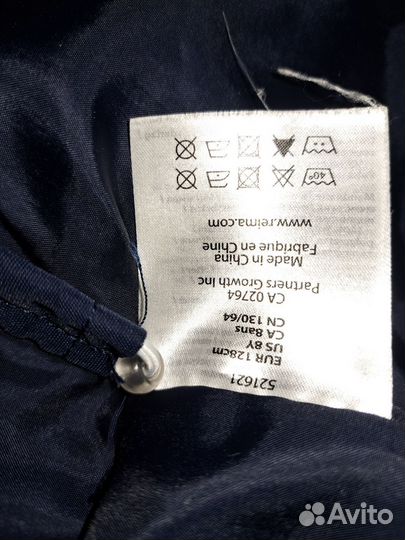 521621
EUR 128cm
US 8Y
CA 8ans
CN 130/64
CA 02764
Partners Growth Inc
Fabrique en Chine
Made in China
www.reima.com
40°
Avito